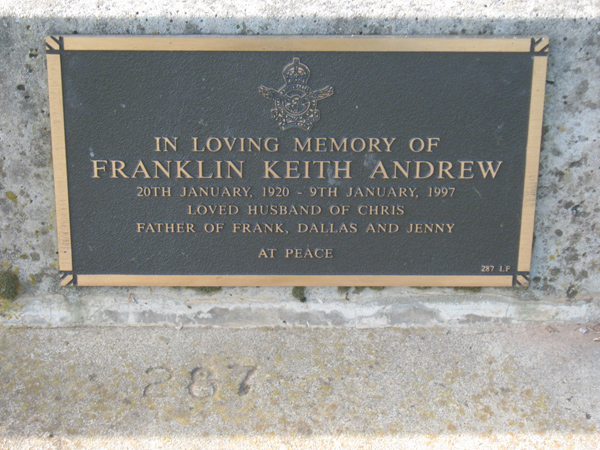 IN LOVING MEMORY OF
FRANKLIN KEITH ANDREW
20TH JANUARY, 1920 - 9TH JANUARY, 1997
LOVED HUSBAND OF CHRIS
FATHER OF FRANK, DALLAS AND JENNY
AT PEACE
287 LF
287